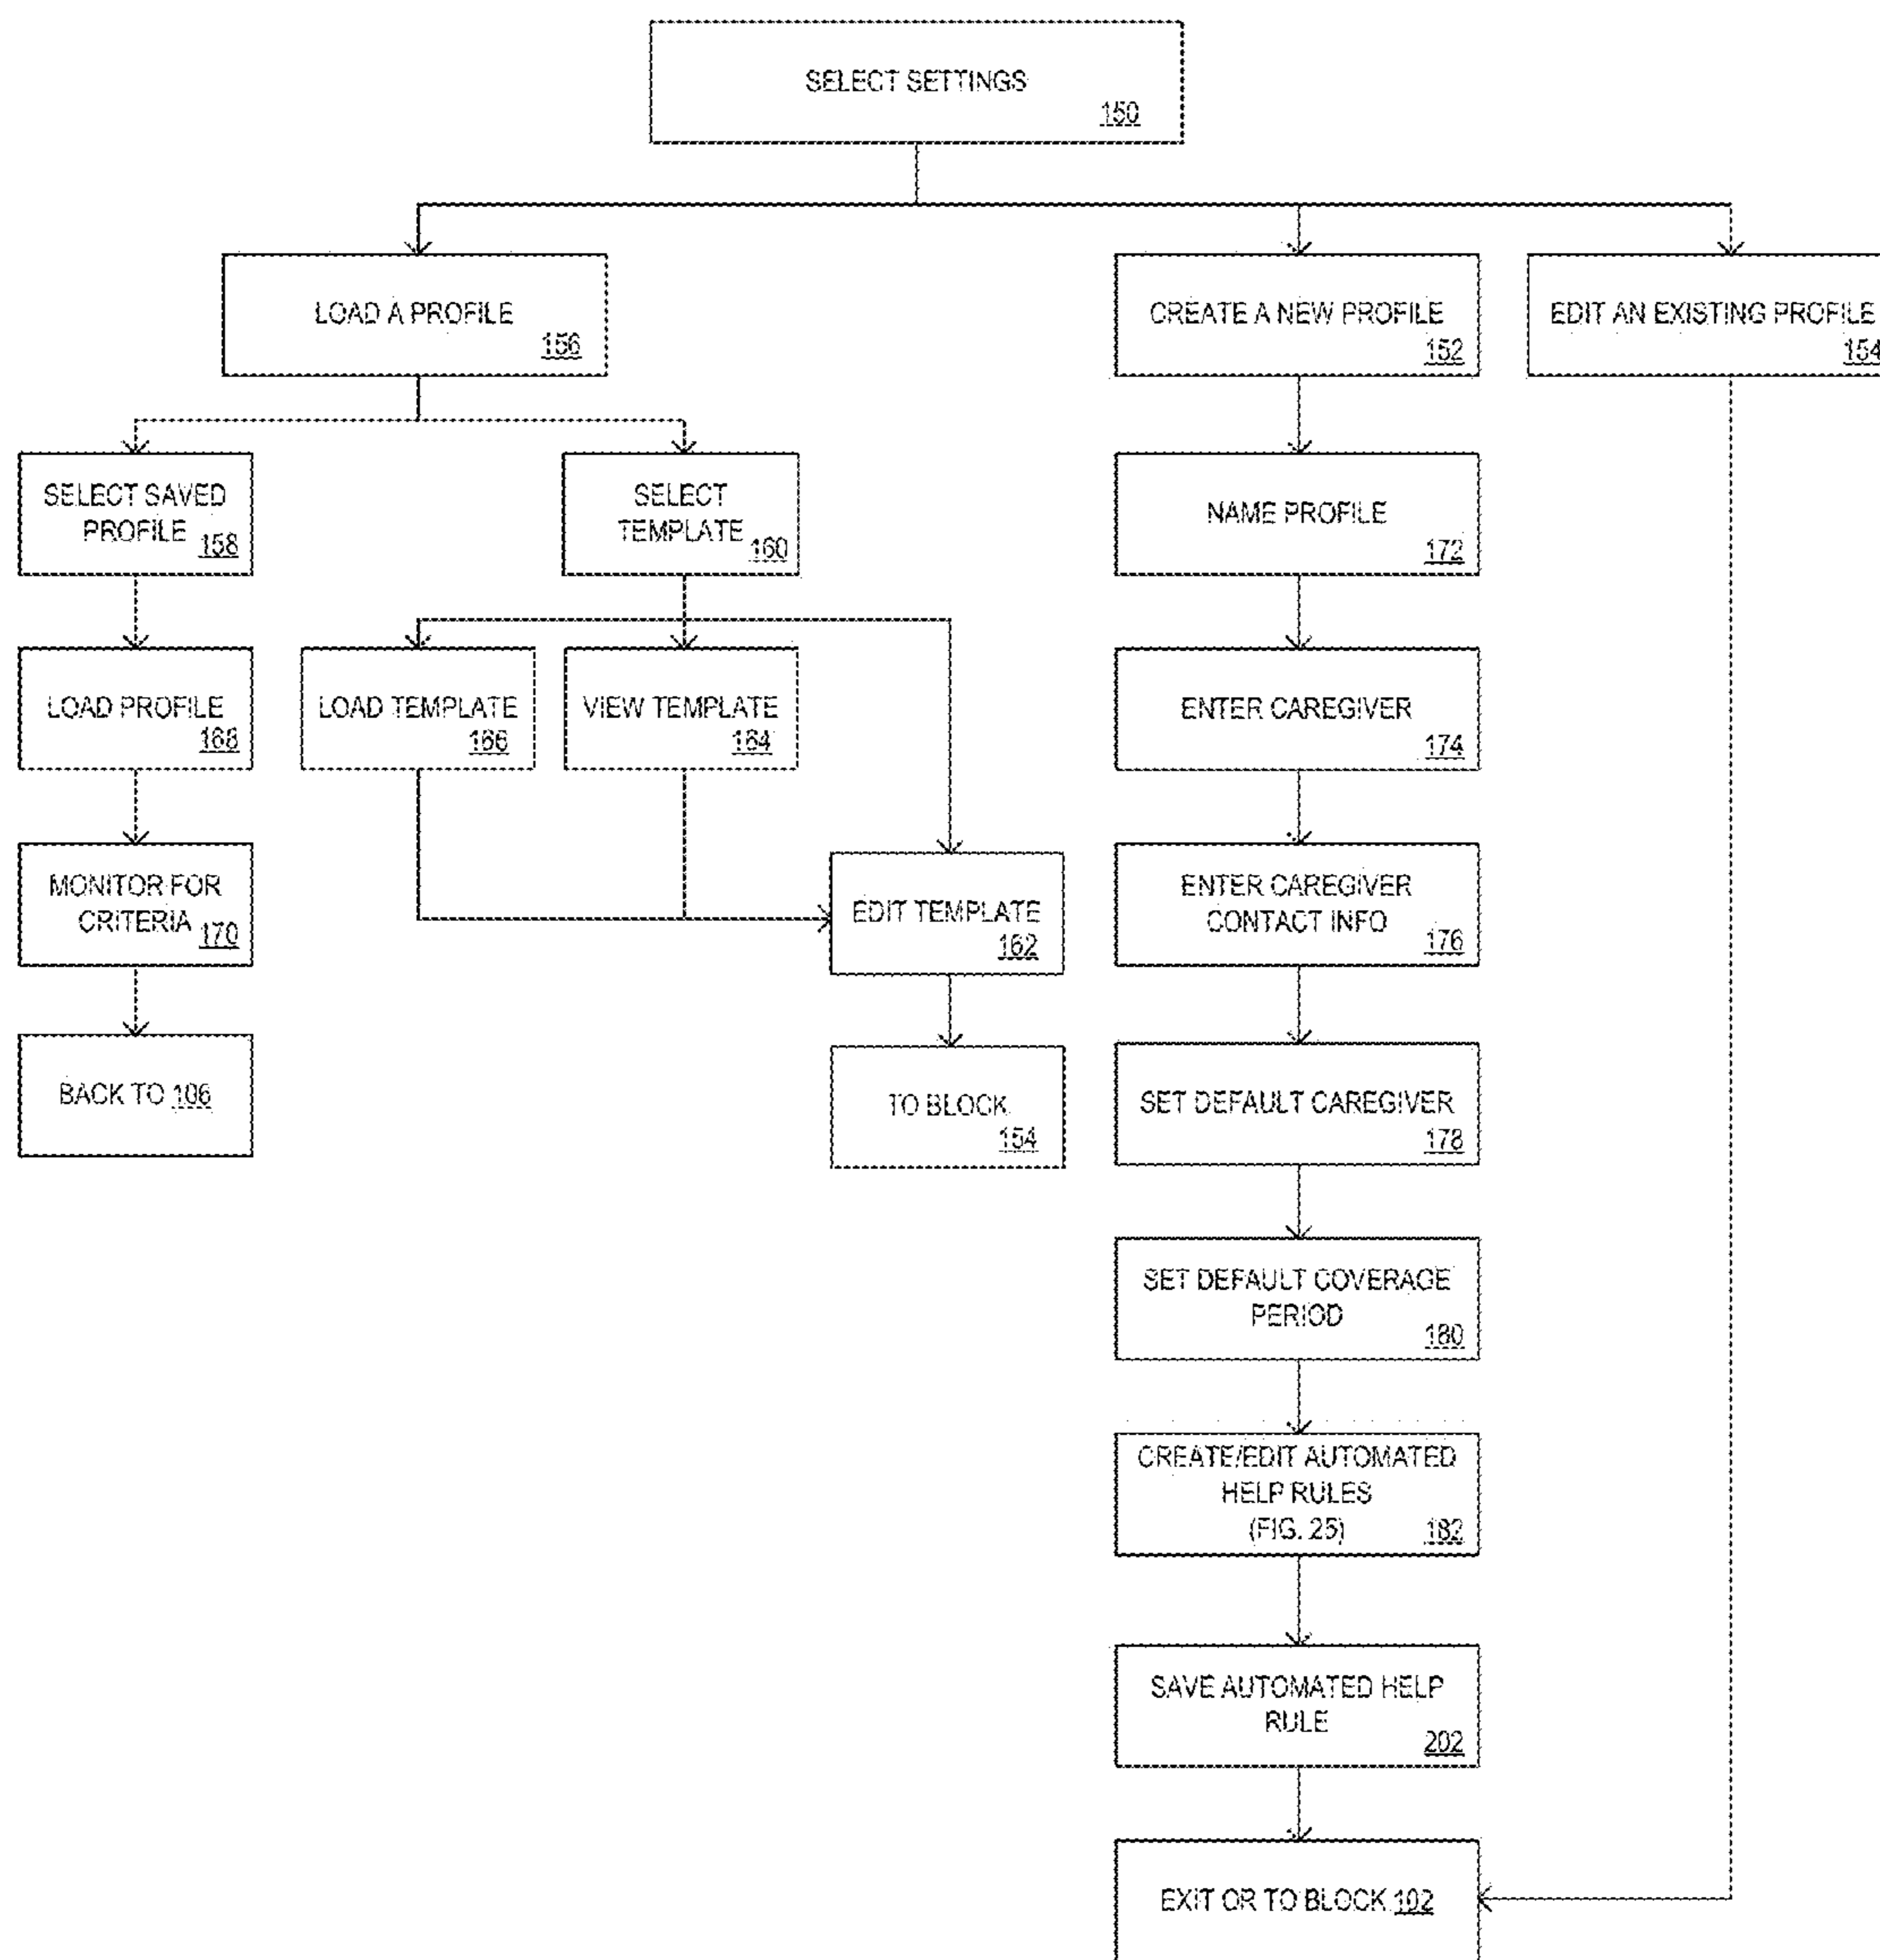 SELECT SETTINGS
150
LOAD A PROFILE
156
CREATE A NEW PROFILE
152
EDIT AN EXISTING PROFILE
154
SELECT SAVED
PROFILE 158
SELECT
TEMPLATE 160
NAME PROFILE
172
LOAD PROFILE
168
LOAD TEMPLATE
166
VIEW TEMPLATE
164
ENTER CAREGIVER
174
MONITOR FOR
CRITERIA 170
EDIT TEMPLATE
162
ENTER CAREGIVER
CONTACT INFO
176
BACK TO 106
TO BLOCK
154
SET DEFAULT CAREGIVER
178
SET DEFAULT COVERAGE
PERIOD
180
CREATE/EDIT AUTOMATED
HELP RULES
(FIG. 25) 182
SAVE AUTOMATED HELP
RULE
202
EXIT OR TO BLOCK 102